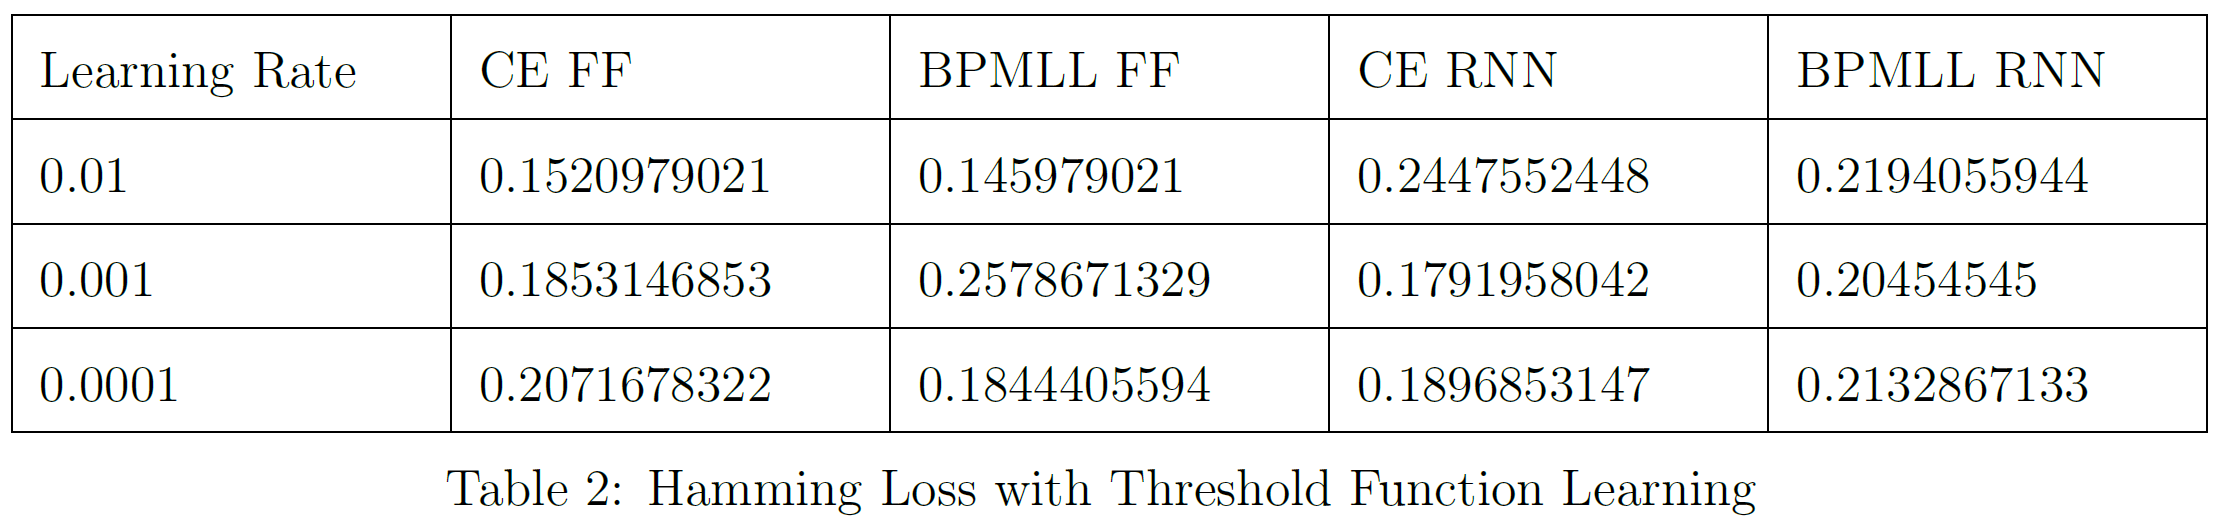 Learning Rate CE FF BPMLL FF CE RNN BPMLL RNN
0.01 0.1520979021 0.145979021 0.2447552448 0.2194055944
0.001 0.1853146853 0.2578671329 0.1791958042 0.20454545
0.0001 0.2071678322 0.1844405594 0.1896853147 0.2132867133
Table 2: Hamming Loss with Threshold Function Learning